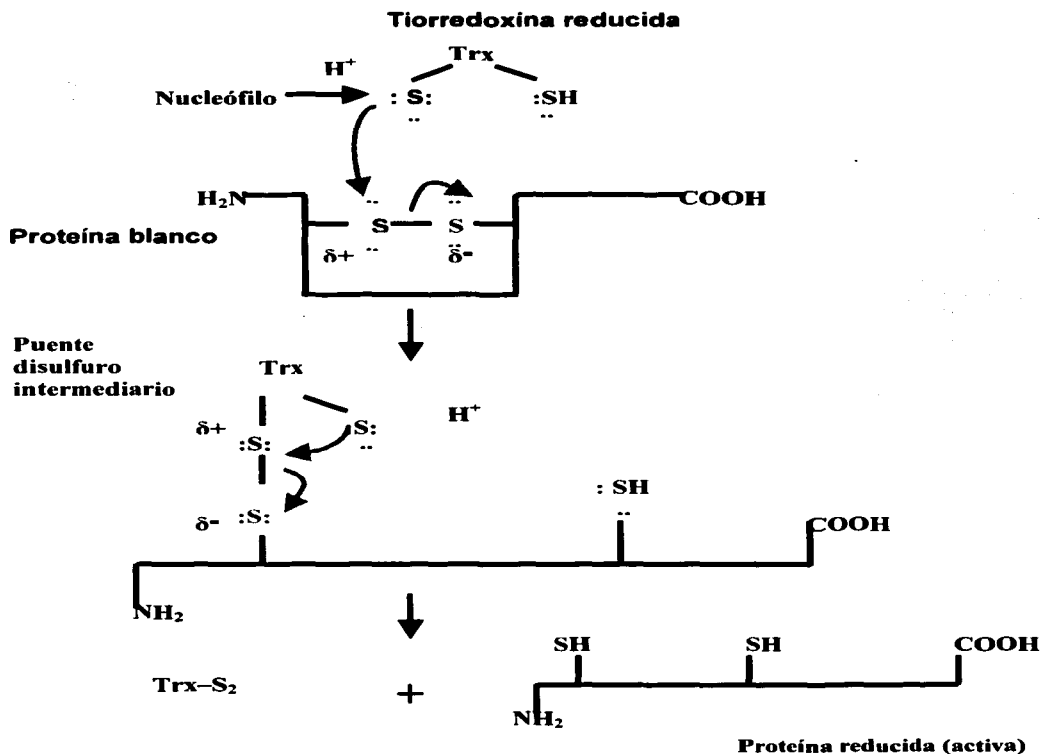 Tiorredoxina reducida
Trx
H⁺
Nucleófilo
:S:
:SH
H₂N
COOH
S
S
Proteína blanco
δ+
δ-
Puente
disulfuro
intermediario
Trx
H⁺
δ+
:S:
S:
: SH
δ-
:S:
COOH
NH₂
SH
SH
COOH
Trx–S₂
+
NH₂
Proteína reducida (activa)